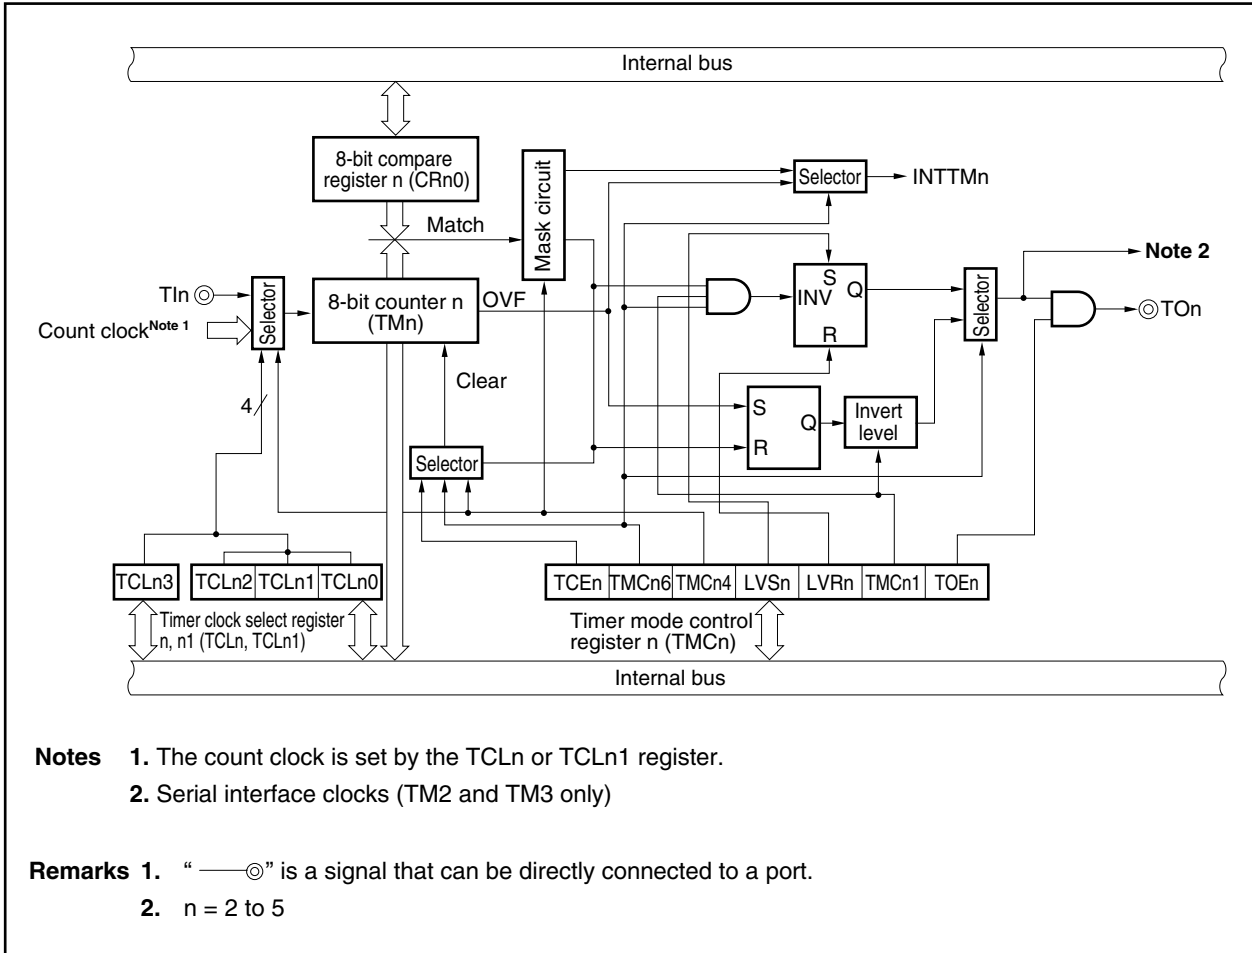 Internal bus
8-bit compare
register n (CRn0)
Mask circuit
Selector
INTTMn
Match
Note 2
S
INV
Q
R
Selector
TIn
Selector
8-bit counter n
(TMn)
OVF
TOn
Count clock Note 1
Clear
4
S
Q
R
Invert
level
Selector
TCLn3
TCLn2 TCLn1 TCLn0
TCEn TMCn6 TMCn4 LVSn LVRn TMCn1 TOEn
Timer clock select register
n, n1 (TCLn, TCLn1)
Timer mode control
register n (TMCn)
Internal bus
Notes 1. The count clock is set by the TCLn or TCLn1 register.
2. Serial interface clocks (TM2 and TM3 only)
Remarks 1. “ ——◎” is a signal that can be directly connected to a port.
2. n = 2 to 5